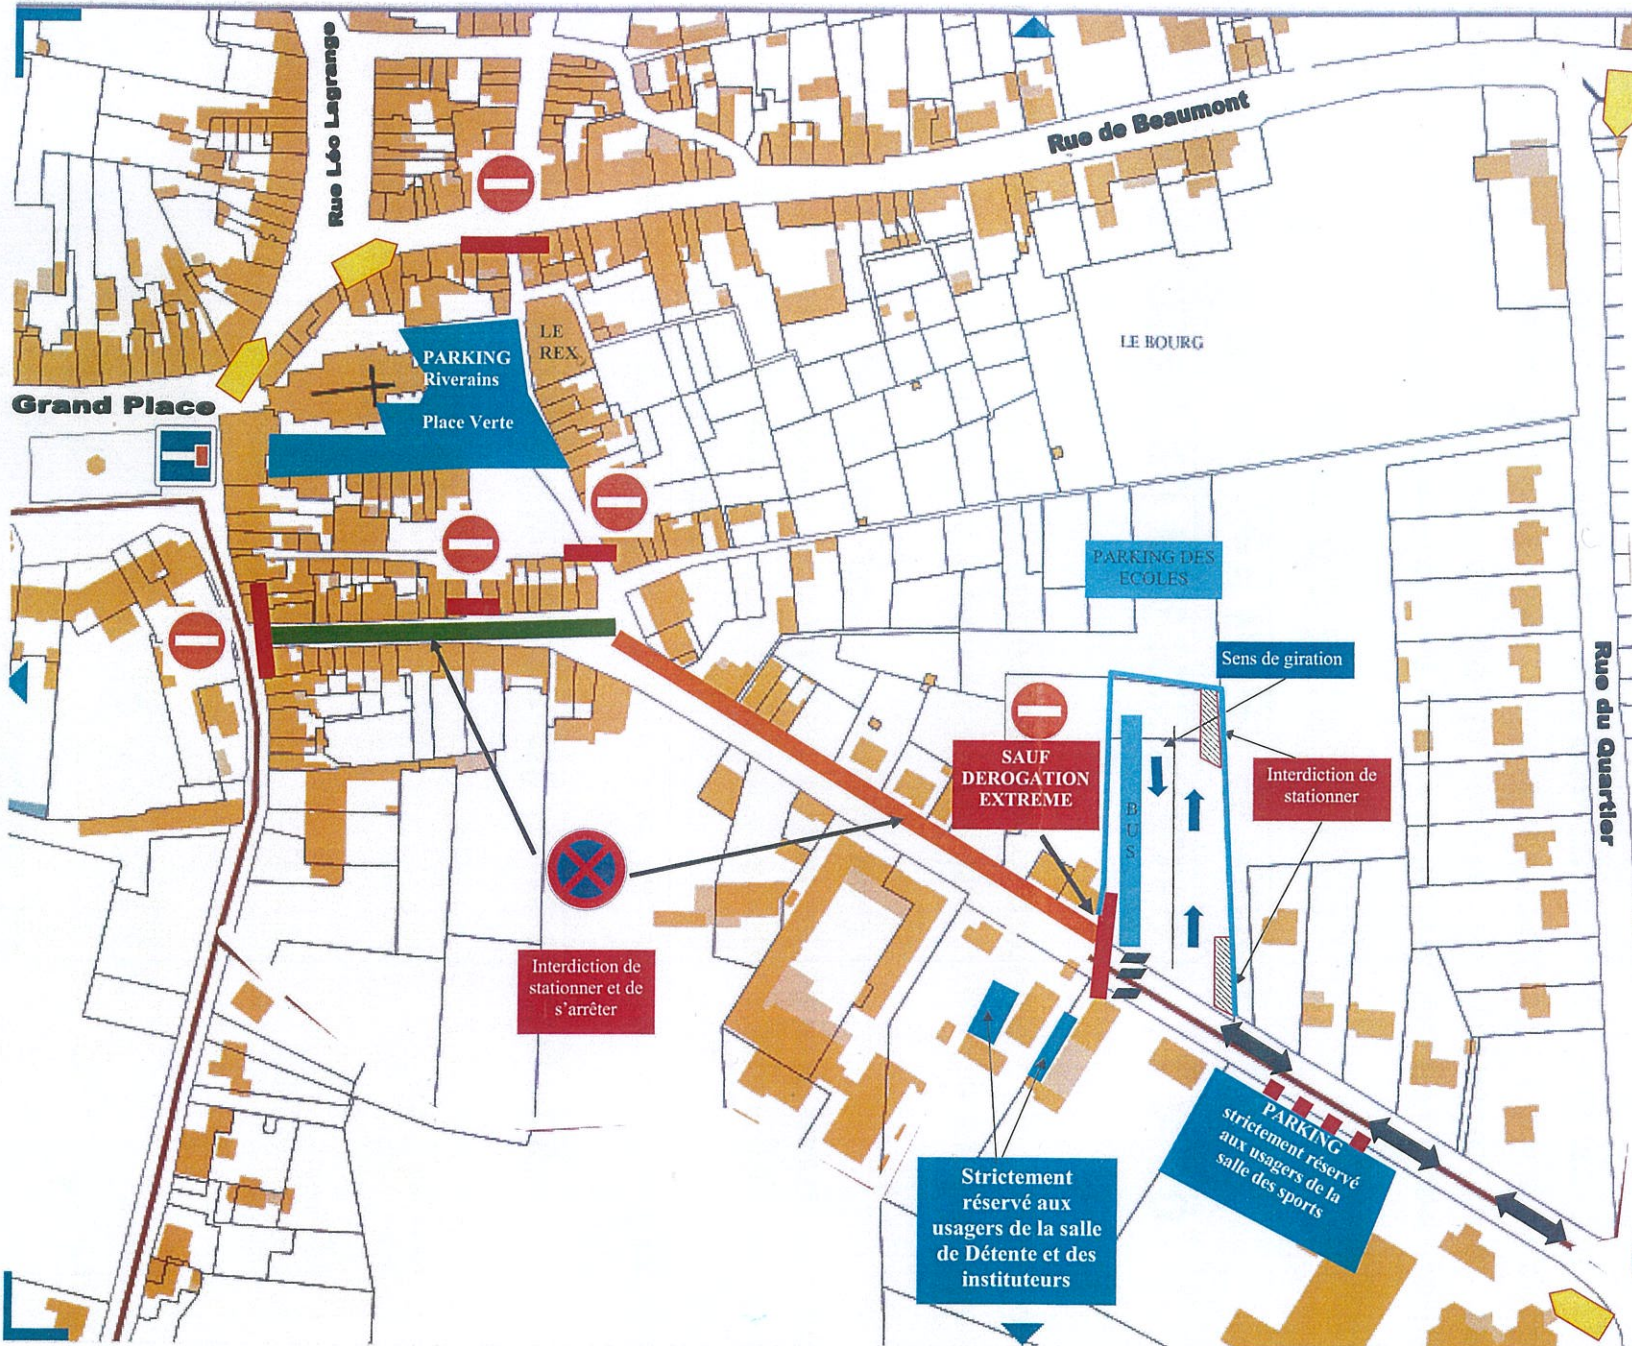 Rue Léo Lagrange
Rue de Beaumont
LE
REX
PARKING
Riverains
Place Verte
LE BOURG
Grand Place
PARKING DES
ECOLES
Sens de giration
Rue du Quartier
SAUF
DEROGATION
EXTREME
BUS
Interdiction de
stationner
Interdiction de
stationner et de
s'arrêter
PARKING
strictement réservé
aux usagers de la
salle des sports
Strictement
réservé aux
usagers de la salle
de Détente et des
instituteurs